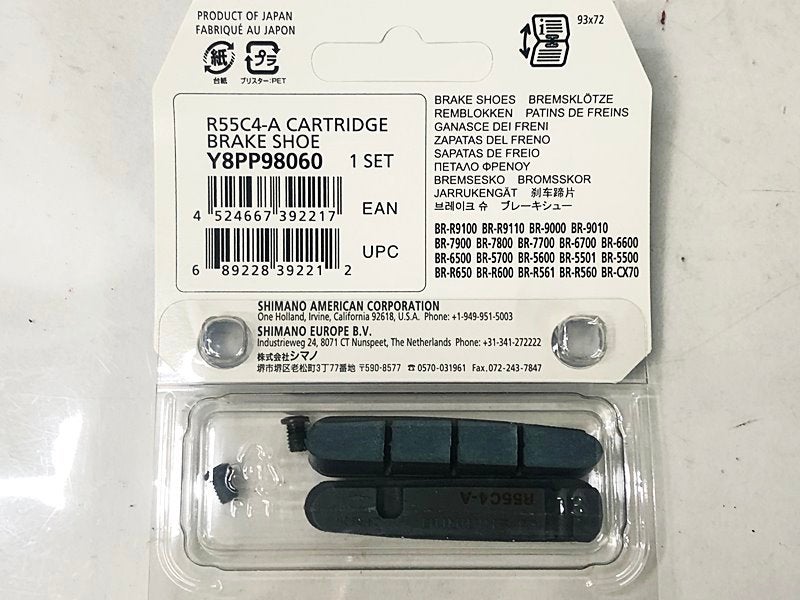 PRODUCT OF JAPAN
FABRIQUÉ AU JAPON
紙
プラ
台紙
ブリスター:PET
93x72
R55C4-A CARTRIDGE
BRAKE SHOE
Y8PP98060 1 SET
4 524667 392217
EAN
6 89228 39221 2
UPC
BRAKE SHOES BREMSKLÖTZE
REMBLOKKEN PATINS DE FREINS
GANASCE DEI FRENI
ZAPATAS DEL FRENO
SAPATAS DE FREIO
ΠΕΤΑΛΟ ΦΡΕΝΟΥ
BREMSESKO BROMSSKOR
JARRUKENGÄT 刹车蹄片
브레이크 슈 ブレーキシュー
BR-R9100 BR-R9110 BR-9000 BR-9010
BR-7900 BR-7800 BR-7700 BR-6700 BR-6600
BR-6500 BR-5700 BR-5600 BR-5501 BR-5500
BR-R650 BR-R600 BR-R561 BR-R560 BR-CX70
SHIMANO AMERICAN CORPORATION
One Holland, Irvine, California 92618, U.S.A. Phone: +1-949-951-5003
SHIMANO EUROPE B.V.
Industrieweg 24, 8071 CT Nunspeet, The Netherlands Phone: +31-341-272222
株式会社シマノ
堺市堺区老松町3丁77番地 〒590-8577 ☎0570-031961 Fax.072-243-7847
R55C4-A